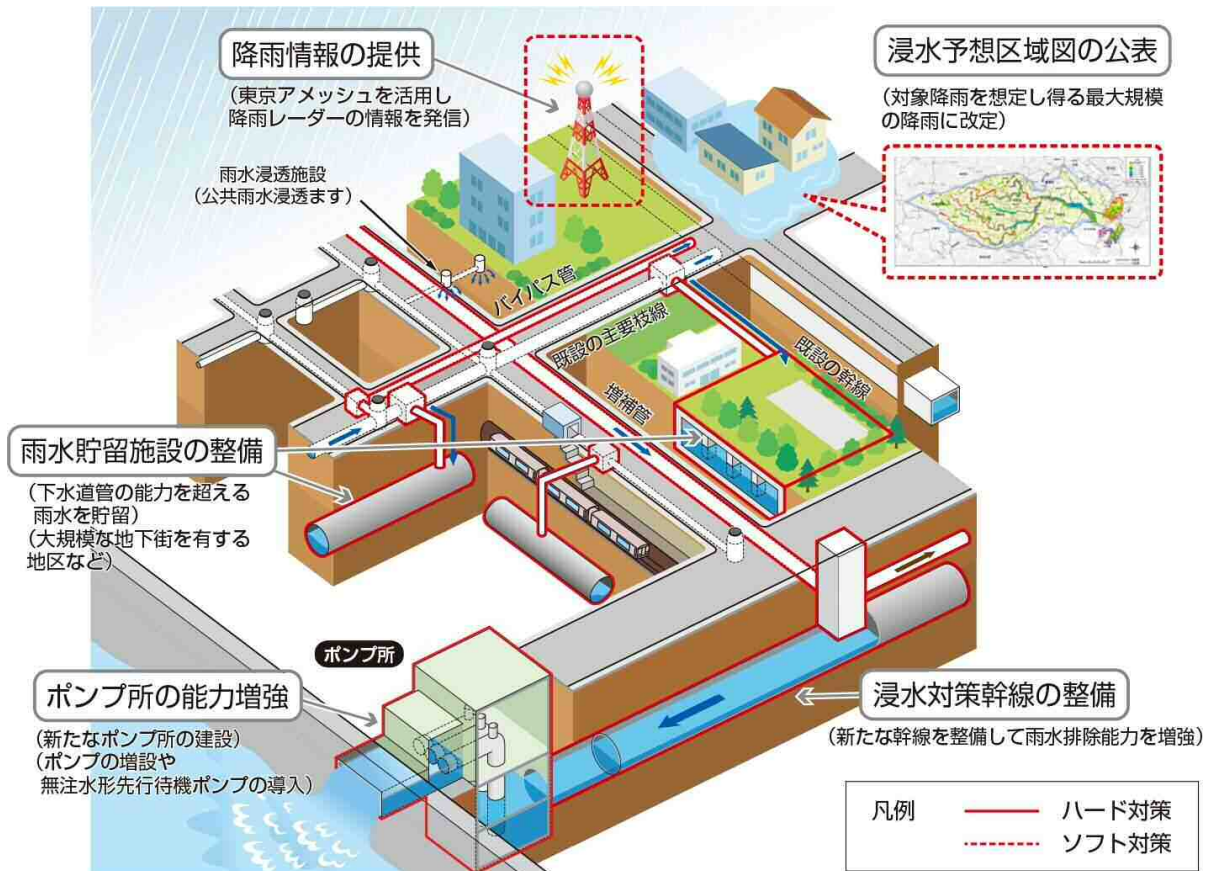 降雨情報の提供
(東京アメッシュを活用し
降雨レーダーの情報を発信)
浸水予想区域図の公表
(対象降雨を想定し得る最大規模
の降雨に改定)
雨水浸透施設
(公共雨水浸透ます)
バイパス管
既設の主要枝線
既設の幹線
増補管
雨水貯留施設の整備
(下水道管の能力を超える
雨水を貯留)
(大規模な地下街を有する
地区など)
ポンプ所
ポンプ所の能力増強
(新たなポンプ所の建設)
(ポンプの増設や
無注水形先行待機ポンプの導入)
浸水対策幹線の整備
(新たな幹線を整備して雨水排除能力を増強)
凡例
ハード対策
ソフト対策